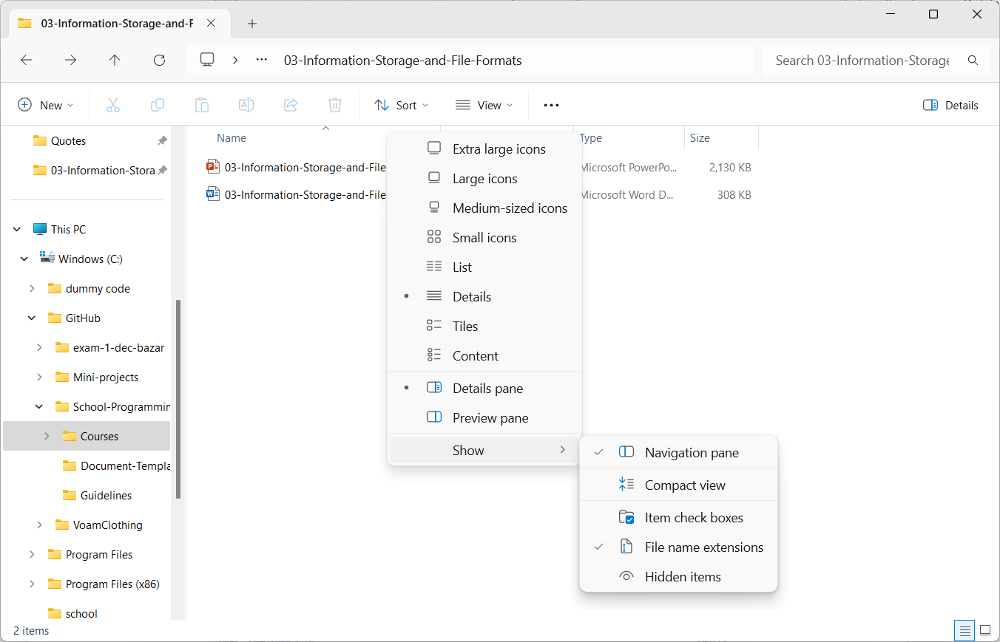 03-Information-Storage-and-F
03-Information-Storage-and-File-Formats
Search 03-Information-Storage
New
Sort
View
Details
Quotes
03-Information-Stora
This PC
Windows (C:)
dummy code
GitHub
exam-1-dec-bazar
Mini-projects
School-Programmin
Courses
Document-Templa
Guidelines
VoamClothing
Program Files
Program Files (x86)
school
Name
Type
Size
03-Information-Storage-and-File
Microsoft PowerPo...
2,130 KB
03-Information-Storage-and-File
Microsoft Word D...
308 KB
Extra large icons
Large icons
Medium-sized icons
Small icons
List
Details
Tiles
Content
Details pane
Preview pane
Show
Navigation pane
Compact view
Item check boxes
File name extensions
Hidden items
2 items